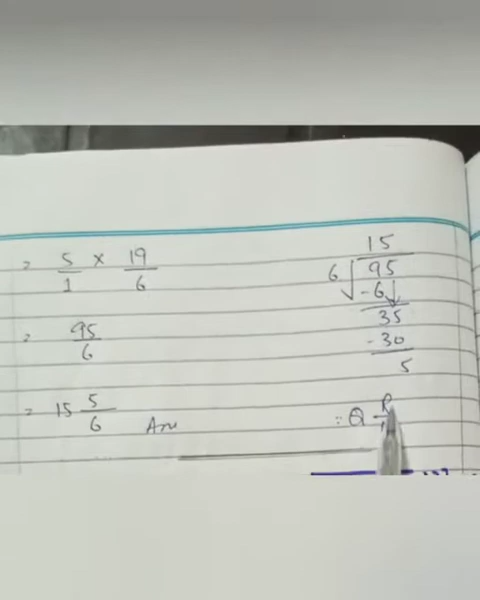 = 5/1 × 19/6
= 95/6
= 15 5/6 Ans
15
6√95
-6↓
35
-30
5
∴ Q R